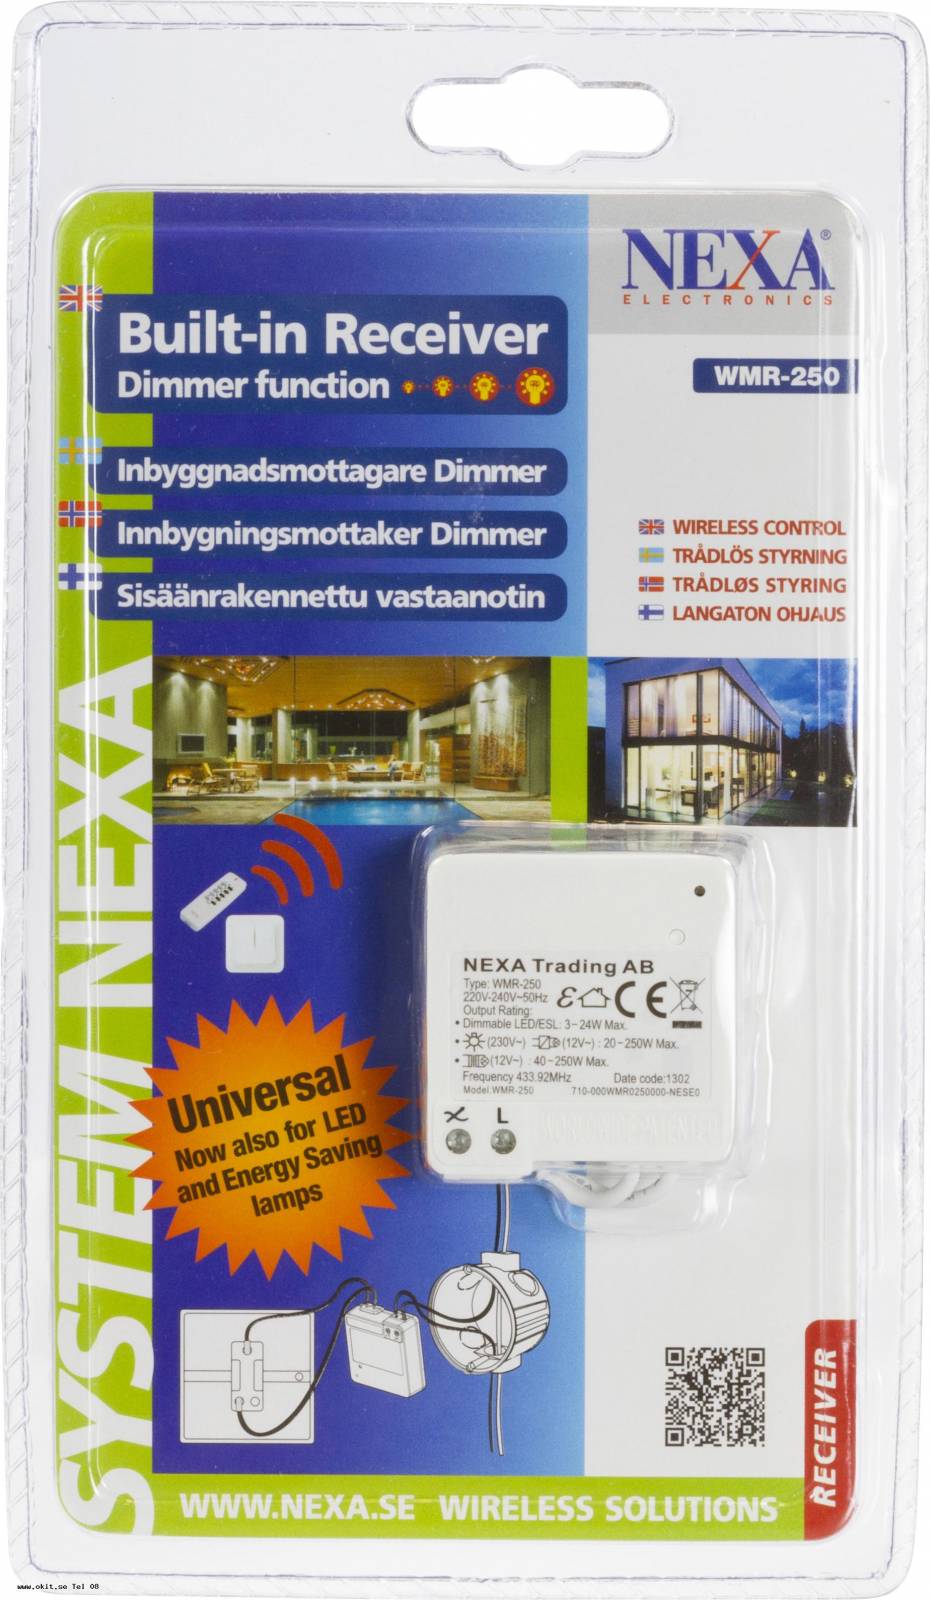 NEXA®
ELECTRONICS
Built-in Receiver
Dimmer function
WMR-250
Inbyggnadsmottagare Dimmer
Innbygningsmottaker Dimmer
Sisäänrakennettu vastaanotin
WIRELESS CONTROL
TRÅDLÖS STYRNING
TRÅDLØS STYRING
LANGATON OHJAUS
SYSTEM NEXA
NEXA Trading AB
Type: WMR-250
220V-240V~50Hz
Output Rating:
• Dimmable LED/ESL: 3-24W Max.
• (230V~) (12V~) : 20-250W Max.
• (12V~) : 40-250W Max.
Frequency 433.92MHz Date code:1302
Model.WMR-250 710-000WMR0250000-NESE0
CE
L
Universal
Now also for LED
and Energy Saving
lamps
RECEIVER
WWW.NEXA.SE WIRELESS SOLUTIONS
www.okit.se Tel 08